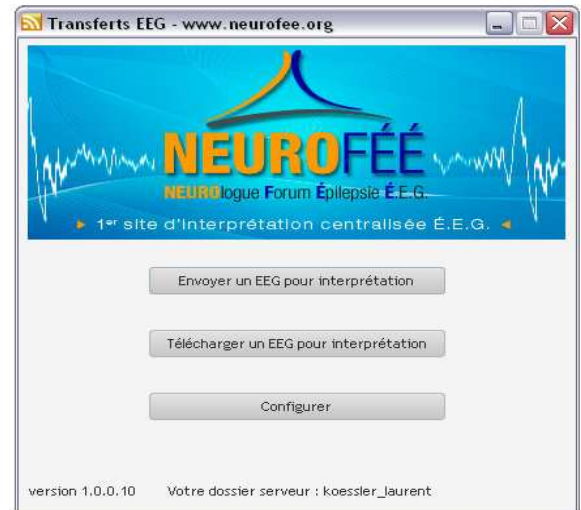 Transferts EEG - www.neurofee.org
NEUROFÉÉ
NEUROlogue Forum Épilepsie É.E.G.
1er site d'interprétation centralisée É.E.G.
Envoyer un EEG pour interprétation
Télécharger un EEG pour interprétation
Configurer
version 1.0.0.10 Votre dossier serveur : koessler_laurent